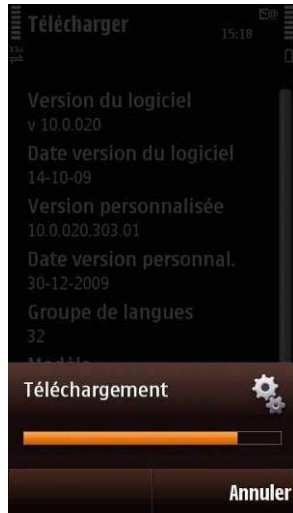 Télécharger
15:18
Version du logiciel
v 10.0.020
Date version du logiciel
14-10-09
Version personnalisée
10.0.020.303.01
Date version personnal.
30-12-2009
Groupe de langues
32
Modèle
Téléchargement
Annuler